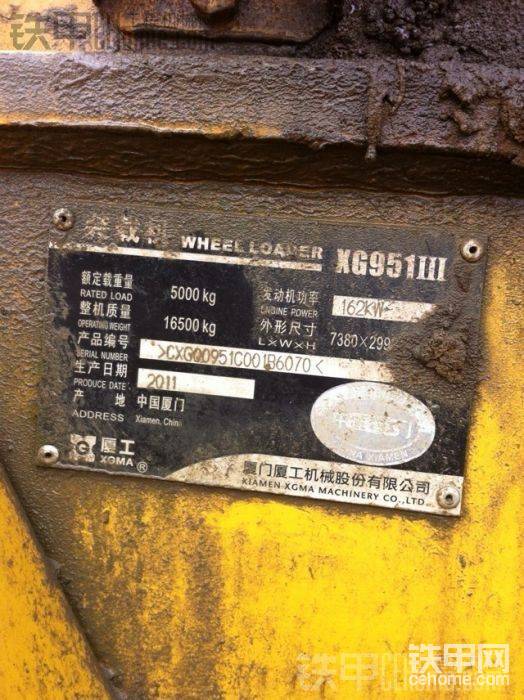 铁甲
装载机 WHEEL LOADER XG951III
额定载重量 5000 kg 发动机功率 162KW
RATED LOAD ENGINE POWER
整机质量 16500 kg 外形尺寸 7380×299
OPERATING WEIGHT L×W×H
产品编号 >CXG00951C001B6070<
SERIAL NUMBER
生产日期 2011
PRODUCE DATE
产 地 中国厦门
ADDRESS Xiamen, China
厦工
XGMA ®
厦门厦工机械股份有限公司
XIAMEN XGMA MACHINERY CO.,LTD
铁甲网
cehome.com
铁甲